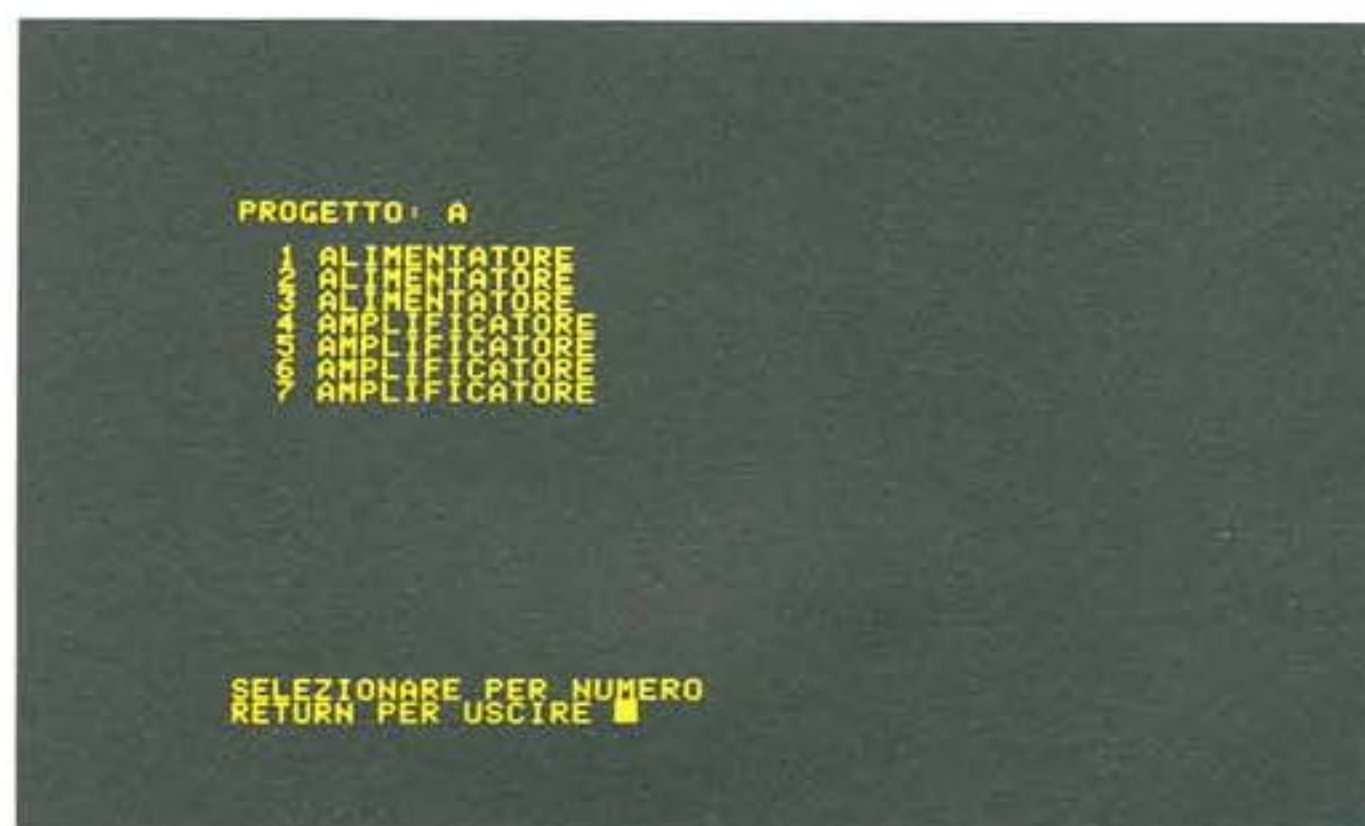 PROGETTO: A
1 ALIMENTATORE
2 ALIMENTATORE
3 ALIMENTATORE
4 AMPLIFICATORE
5 AMPLIFICATORE
6 AMPLIFICATORE
7 AMPLIFICATORE
SELEZIONARE PER NUMERO
RETURN PER USCIRE